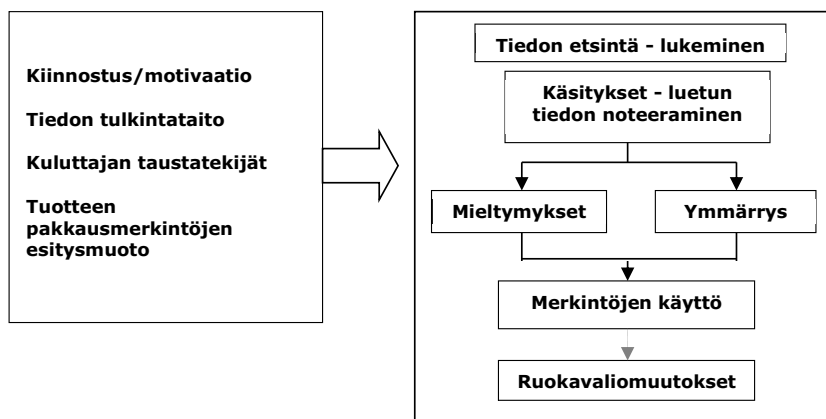 Kiinnostus/motivaatio
Tiedon tulkintataito
Kuluttajan taustatekijät
Tuotteen
pakkausmerkintöjen
esitysmuoto
Tiedon etsintä - lukeminen
Käsitykset - luetun
tiedon noteeraminen
Mieltymykset
Ymmärrys
Merkintöjen käyttö
Ruokavaliomuutokset